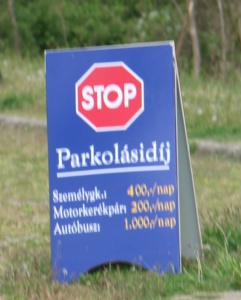 STOP
Parkolásidíj
Személygk.: 400,-/nap
Motorkerékpár: 200,-/nap
Autóbusz: 1.000,-/nap